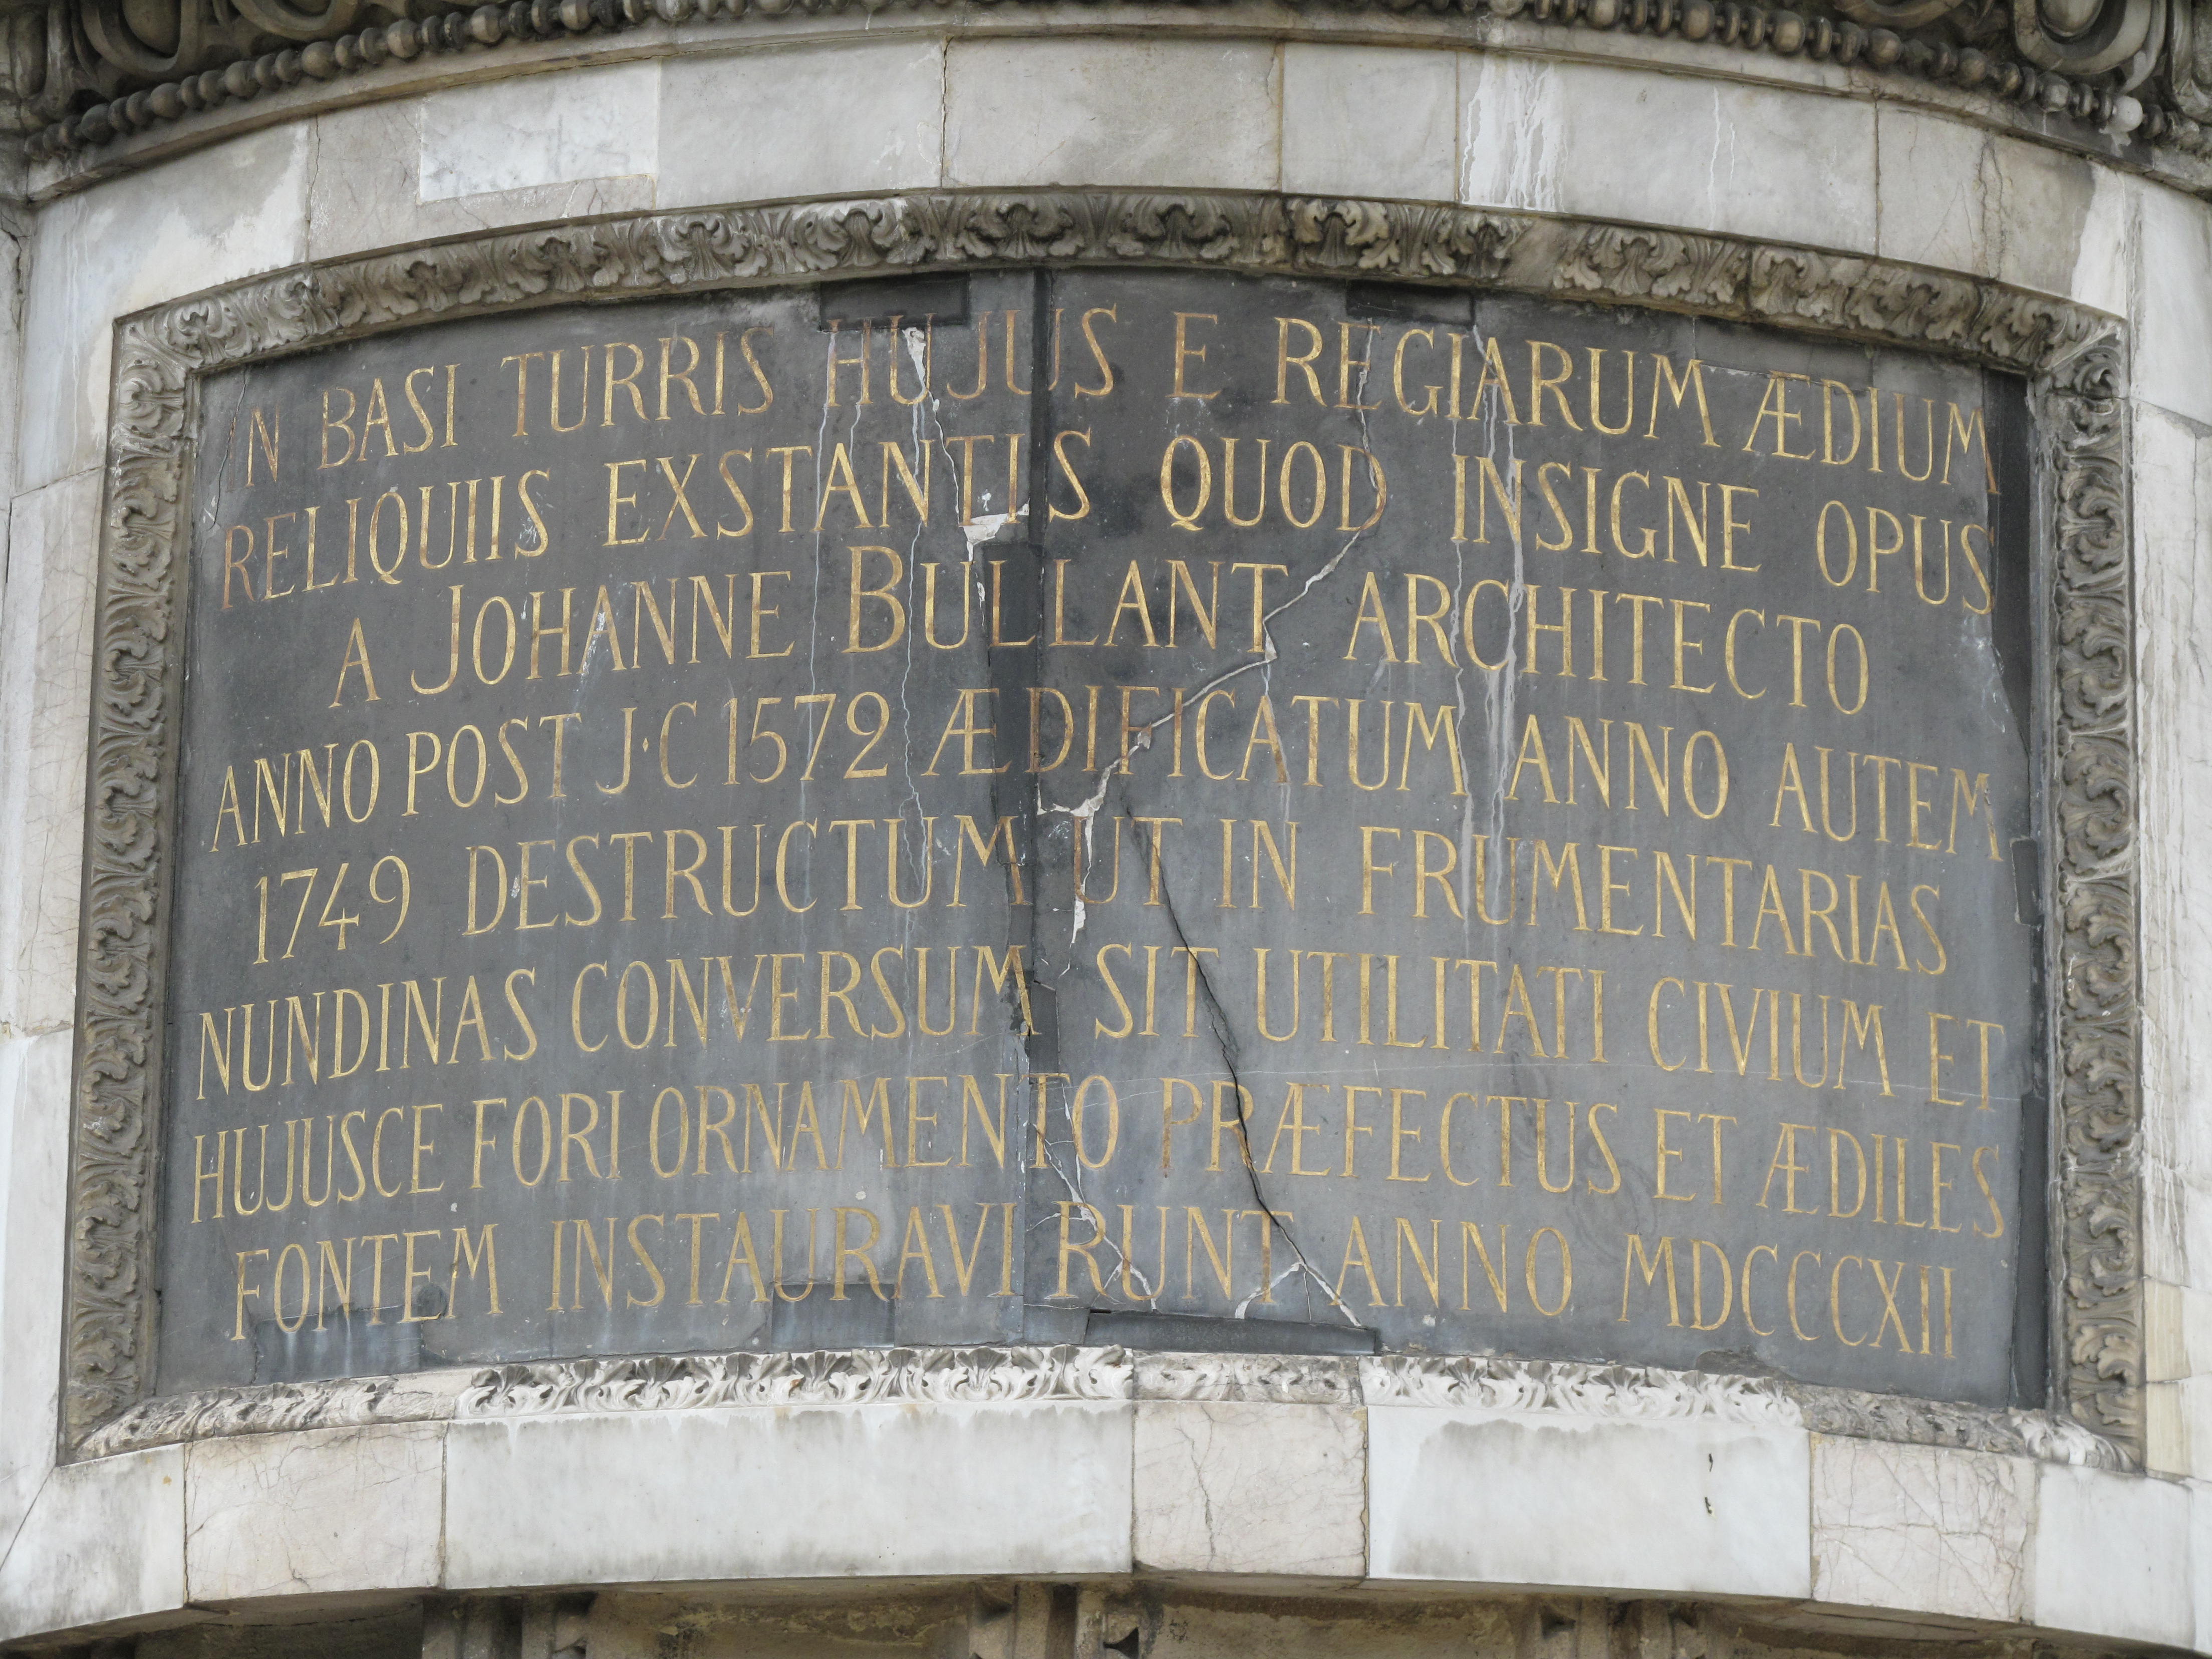 IN BASI TURRIS HUJUS E REGIARUM ÆDIUM
RELIQUIIS EXSTANTIS QUOD INSIGNE OPUS
A JOHANNE BULLANT ARCHITECTO
ANNO POST J·C 1572 ÆDIFICATUM ANNO AUTEM
1749 DESTRUCTUM UT IN FRUMENTARIAS
NUNDINAS CONVERSUM SIT UTILITATI CIVIUM ET
HUJUSCE FORI ORNAMENTO PRÆFECTUS ET ÆDILES
FONTEM INSTAURAVIRUNT ANNO MDCCCXII